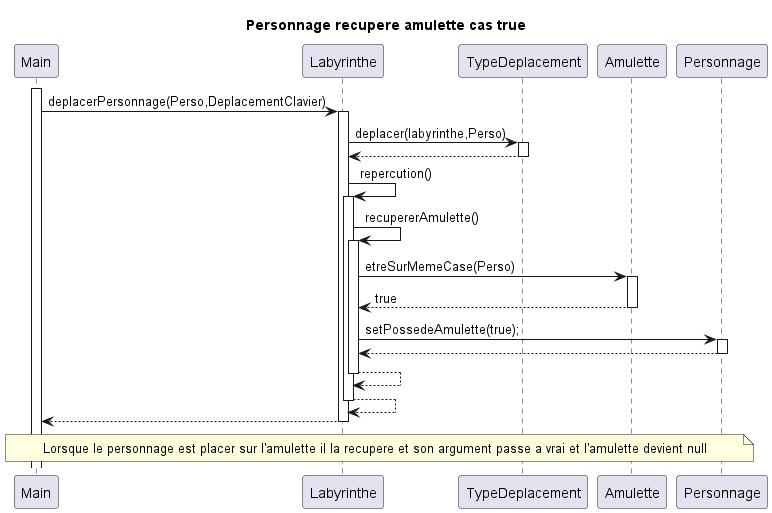 Personnage recupere amulette cas true
Main Labyrinthe TypeDeplacement Amulette Personnage
deplacerPersonnage(Perso,DeplacementClavier)
deplacer(labyrinthe,Perso)
repercution()
recupererAmulette()
etreSurMemeCase(Perso)
true
setPossedeAmulette(true);
Lorsque le personnage est placer sur l'amulette il la recupere et son argument passe a vrai et l'amulette devient null
Main Labyrinthe TypeDeplacement Amulette Personnage